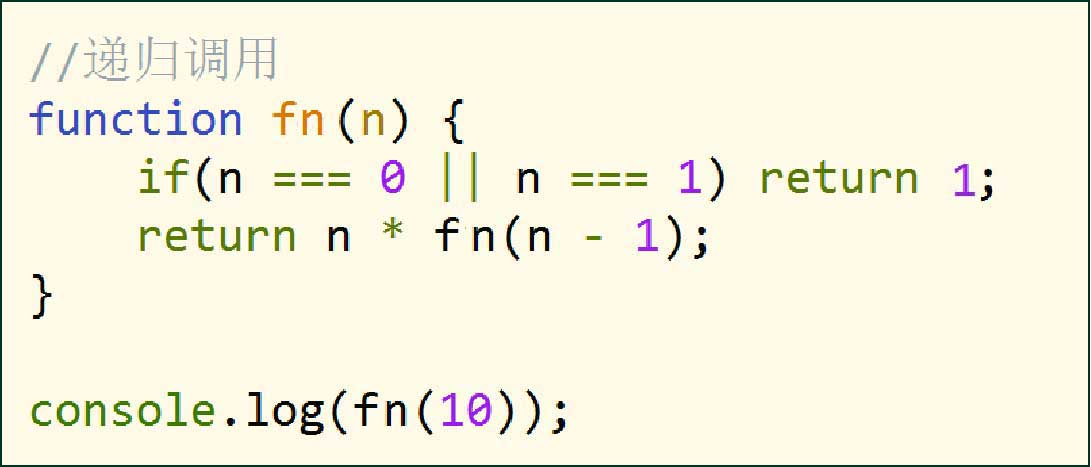 //递归调用
function fn(n) {
    if(n === 0 || n === 1) return 1;
    return n * fn(n - 1);
}
console.log(fn(10));